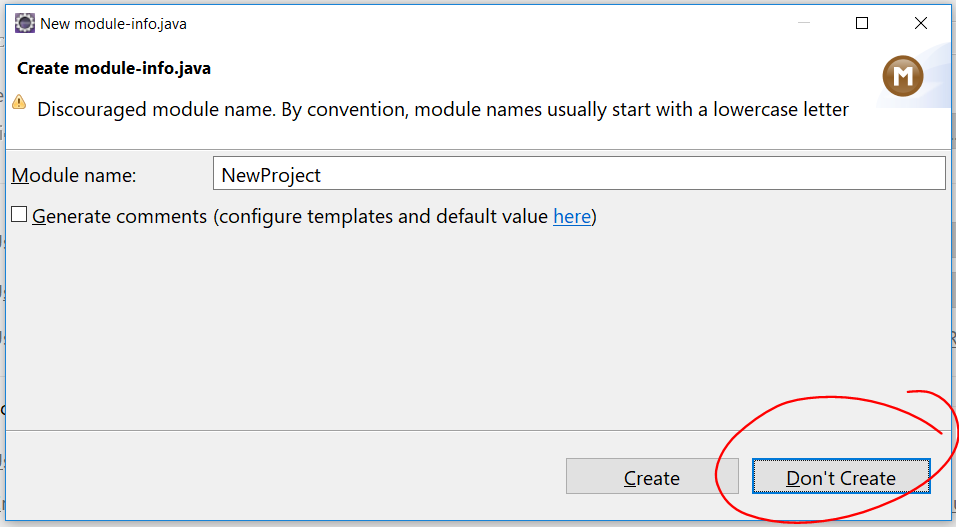 New module-info.java
Create module-info.java
M
Discouraged module name. By convention, module names usually start with a lowercase letter
Module name: NewProject
Generate comments (configure templates and default value here)
Create Don't Create